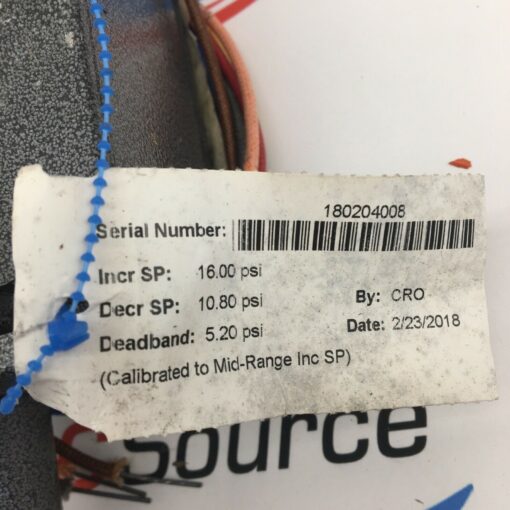 180204008
Serial Number:
Incr SP: 16.00 psi
Decr SP: 10.80 psi
By: CRO
Deadband: 5.20 psi
Date: 2/23/2018
(Calibrated to Mid-Range Inc SP)
Source